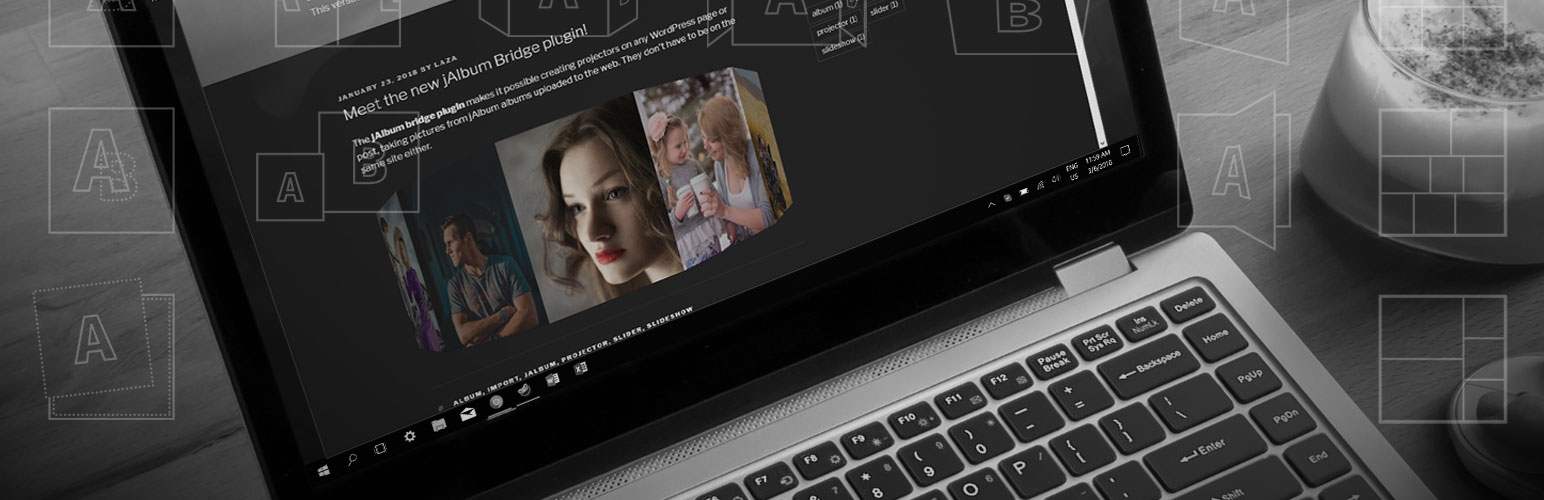 This vers
album (1)
slider (1)
projector (1)
slideshow (1)
JANUARY 23, 2018 BY LAZA
Meet the new jAlbum Bridge plugin!
The jAlbum bridge plugin makes it possible creating projectors on any WordPress page or
post, taking pictures from jAlbum albums uploaded to the web. They don't have to be on the
same site either.
ALBUM, IMPORT, JALBUM, PROJECTOR, SLIDER, SLIDESHOW
ENG
US
11:59 AM
3/6/2018
A
B
A
B
A
B
A
A
Delete
Ins
NumLk
Prt Scr
Sys Rq
Pause
Break
F12
F11
F10
F9
F8
F7
Home
Backspace
+
=
—
-
)
0
(
9
*
8
PgUp
|
\
}
]
{
[
P
O
PgDn
Enter
End
Shift